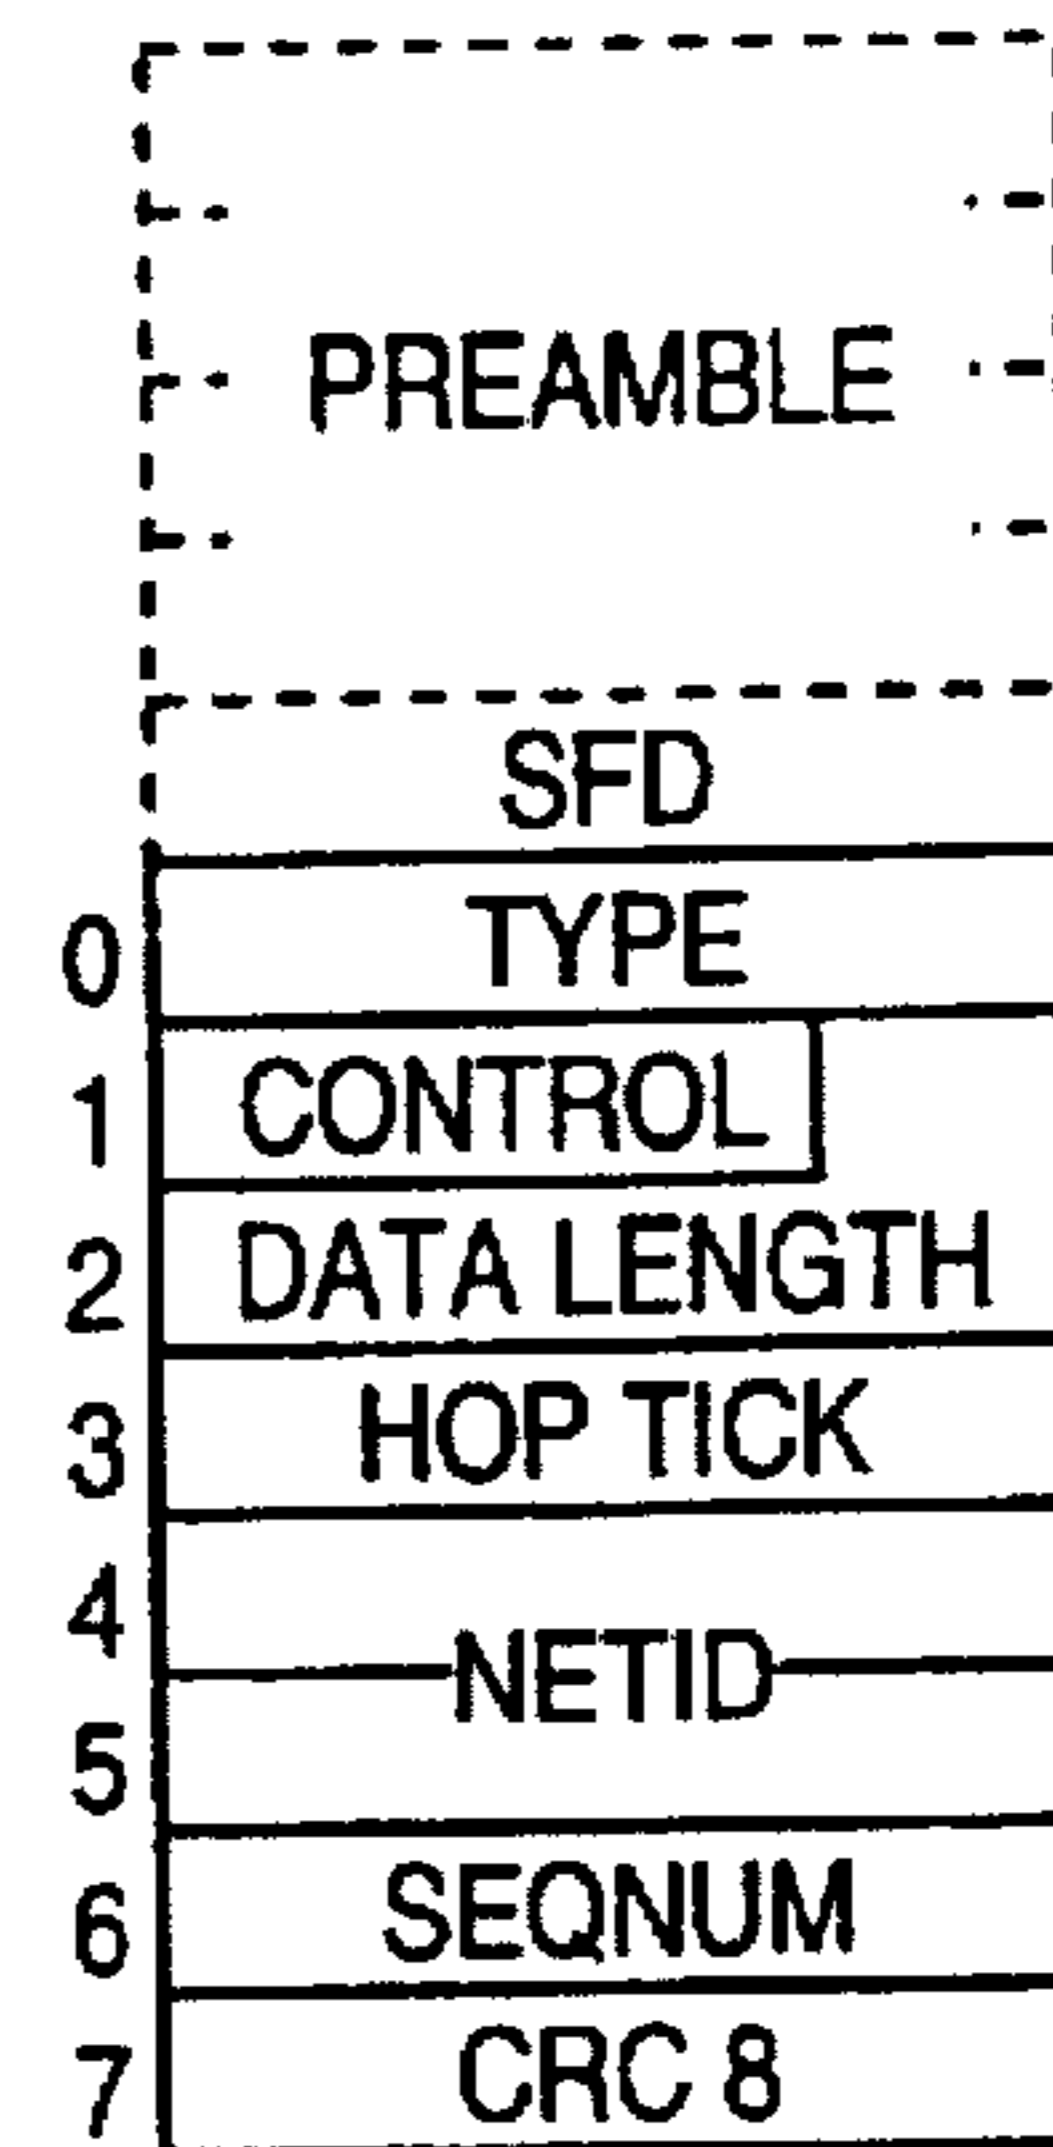 PREAMBLE
SFD
0 TYPE
1 CONTROL
2 DATA LENGTH
3 HOP TICK
4
NETID
5
6 SEQNUM
7 CRC 8